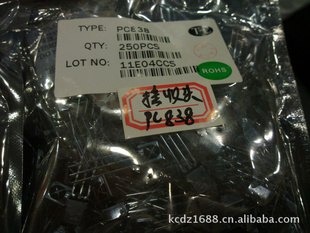 TYPE: PCE38
QTY: 250PCS
LOT NO: 11E04CCS
ROHS
接收头
PC838
kcdz1688.cn.alibaba.com